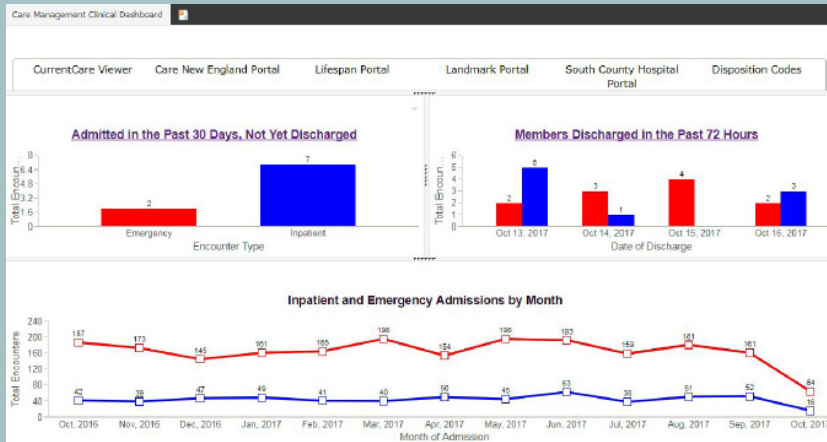 Care Management Clinical Dashboard
CurrentCare Viewer
Care New England Portal
Lifespan Portal
Landmark Portal
South County Hospital
Portal
Disposition Codes
Admitted in the Past 30 Days, Not Yet Discharged
Total Encoun...
8
6.4
4.8
3.2
1.6
0
2
7
Emergency
Inpatient
Encounter Type
Members Discharged in the Past 72 Hours
Total Encoun...
6
5
4
3
2
1
0
2
5
3
1
4
2
3
Oct 13, 2017
Oct 14, 2017
Oct 15, 2017
Oct 16, 2017
Date of Discharge
Inpatient and Emergency Admissions by Month
Total Encounters
240
200
160
120
80
40
0
187
173
145
161
165
196
154
196
193
159
181
161
64
42
39
47
49
41
40
50
45
63
38
51
52
16
Oct, 2016
Nov, 2016
Dec, 2016
Jan, 2017
Feb, 2017
Mar, 2017
Apr, 2017
May, 2017
Jun, 2017
Jul, 2017
Aug, 2017
Sep, 2017
Oct, 2017
Month of Admission